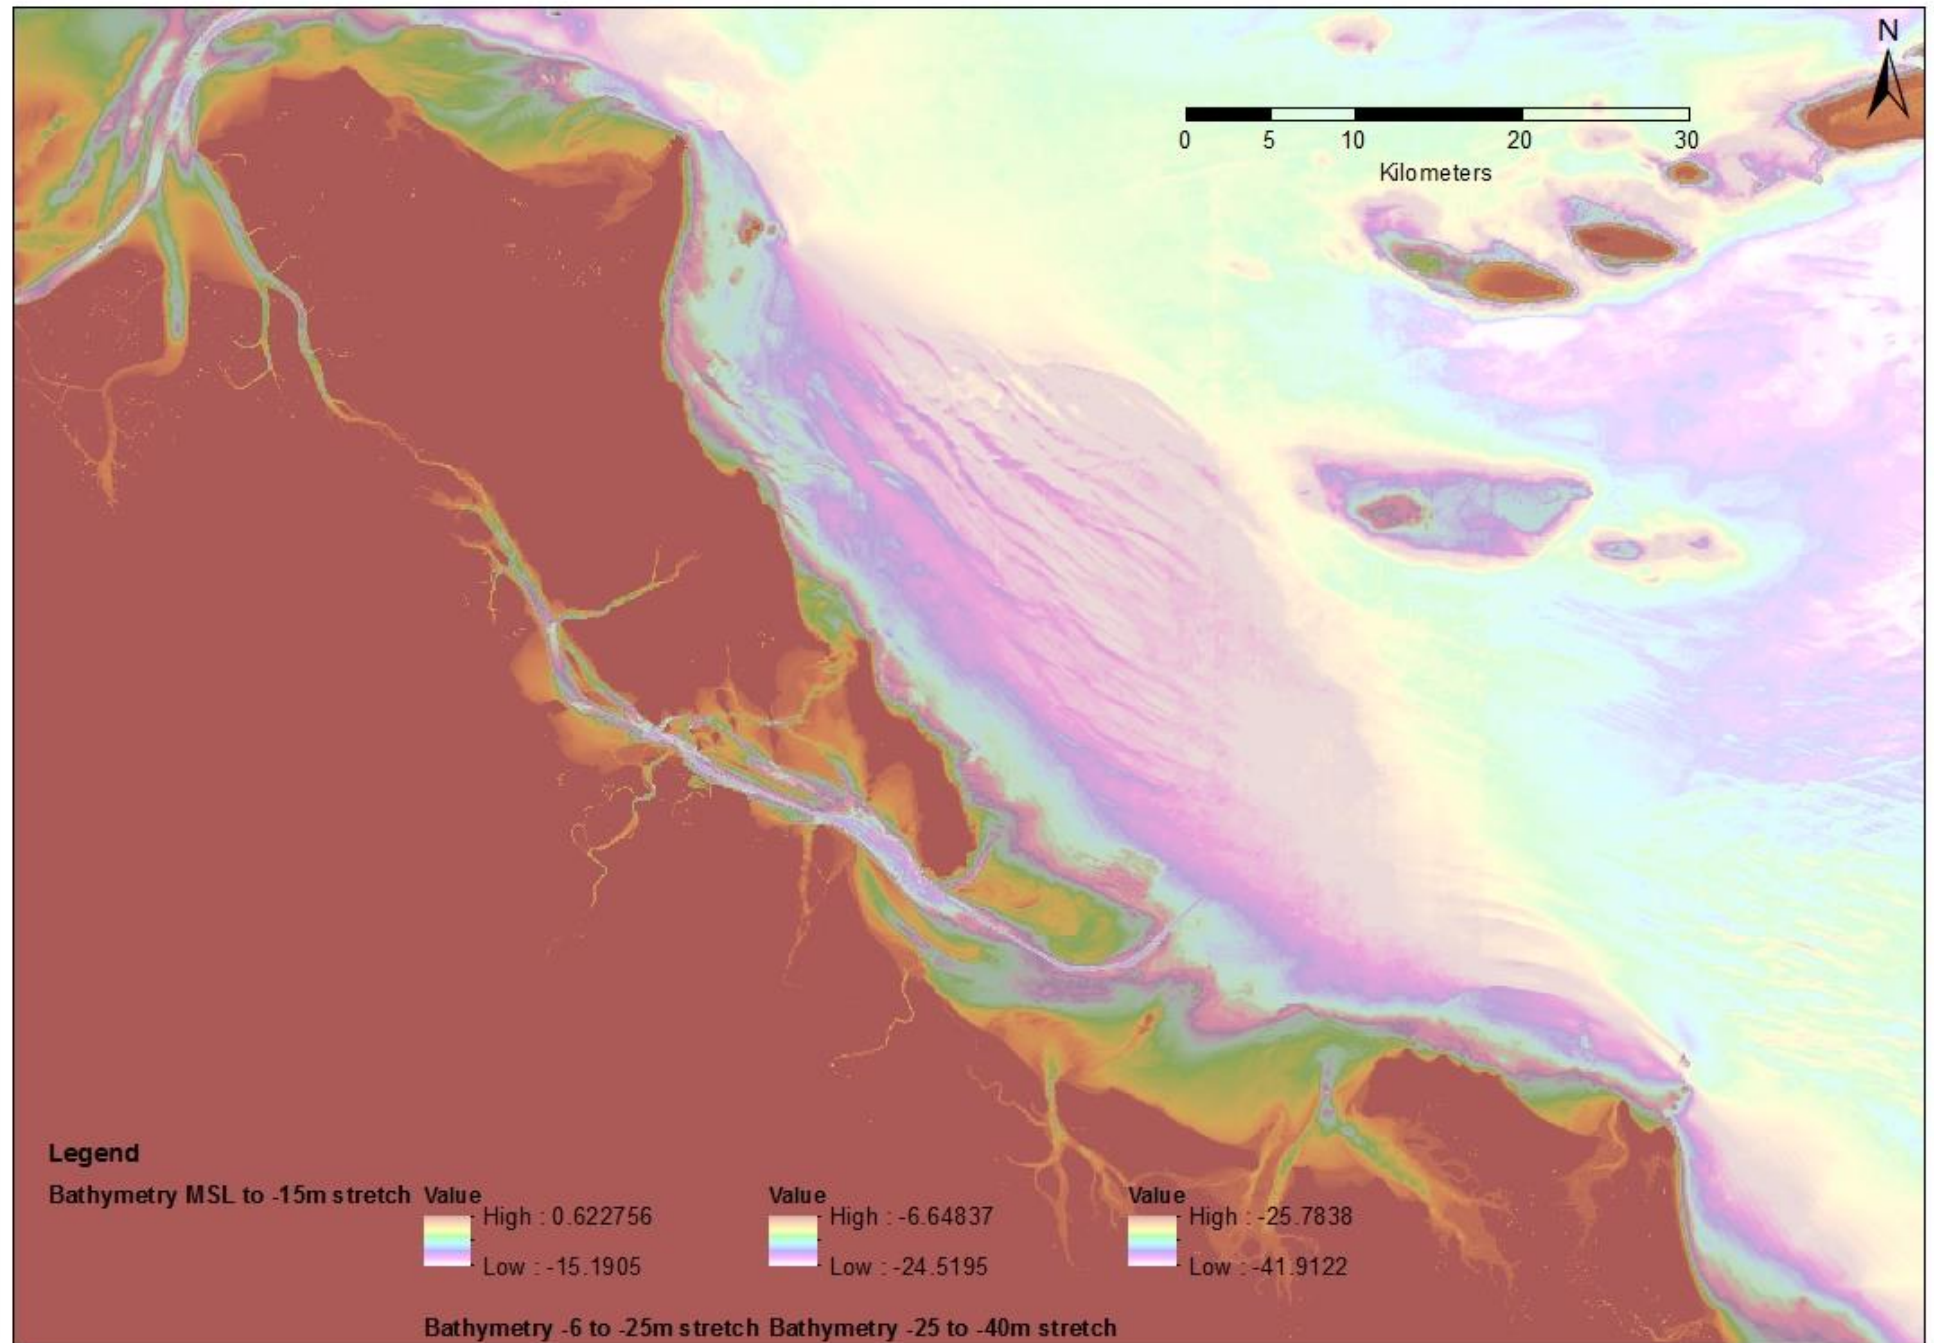 N
0 5 10 20 30
Kilometers
Legend
Bathymetry MSL to -15m stretch Value Value Value
High : 0.622756 High : -6.64837 High : -25.7838
Low : -15.1905 Low : -24.5195 Low : -41.9122
Bathymetry -6 to -25m stretch Bathymetry -25 to -40m stretch